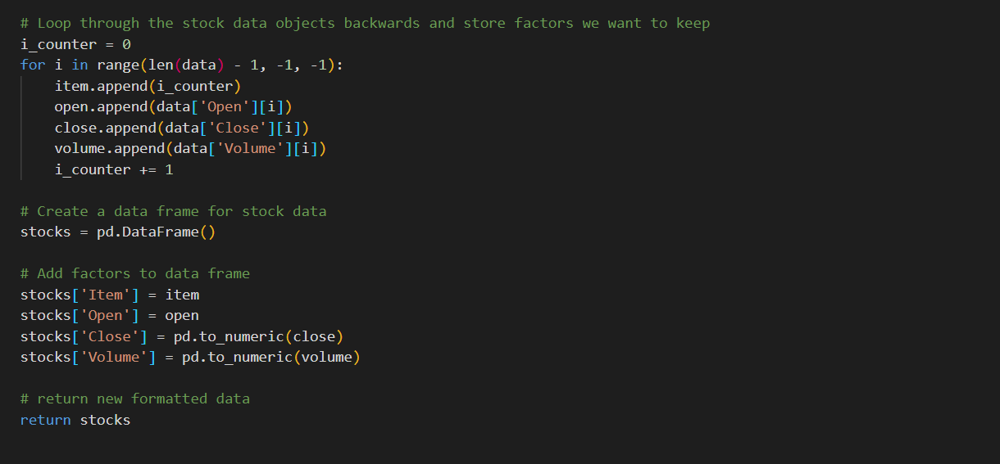 # Loop through the stock data objects backwards and store factors we want to keep
i_counter = 0
for i in range(len(data) - 1, -1, -1):
    item.append(i_counter)
    open.append(data['Open'][i])
    close.append(data['Close'][i])
    volume.append(data['Volume'][i])
    i_counter += 1

# Create a data frame for stock data
stocks = pd.DataFrame()

# Add factors to data frame
stocks['Item'] = item
stocks['Open'] = open
stocks['Close'] = pd.to_numeric(close)
stocks['Volume'] = pd.to_numeric(volume)

# return new formatted data
return stocks